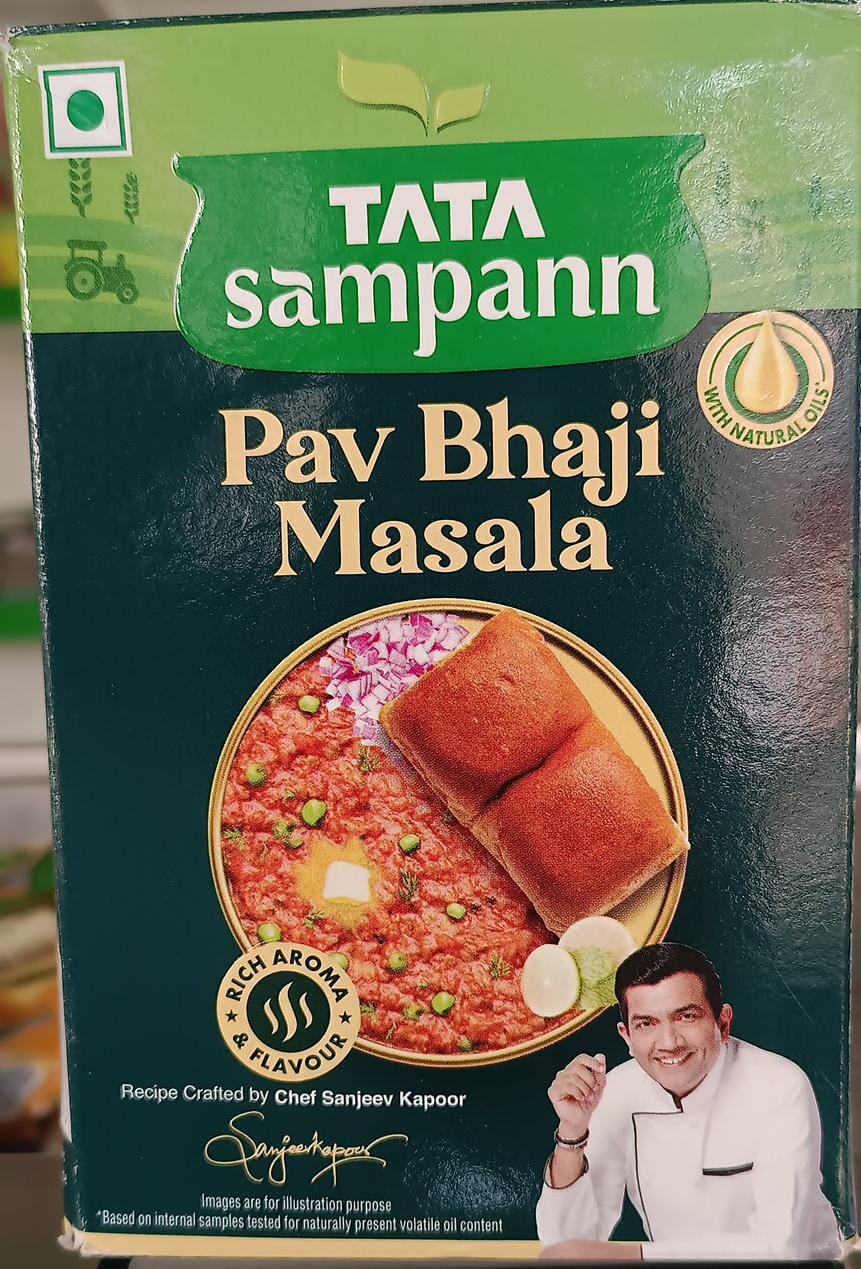 TATA
sampann
WITH NATURAL OILS*
Pav Bhaji
Masala
RICH AROMA
& FLAVOUR
Recipe Crafted by Chef Sanjeev Kapoor
Sanjeev Kapoor
Images are for illustration purpose
*Based on internal samples tested for naturally present volatile oil content